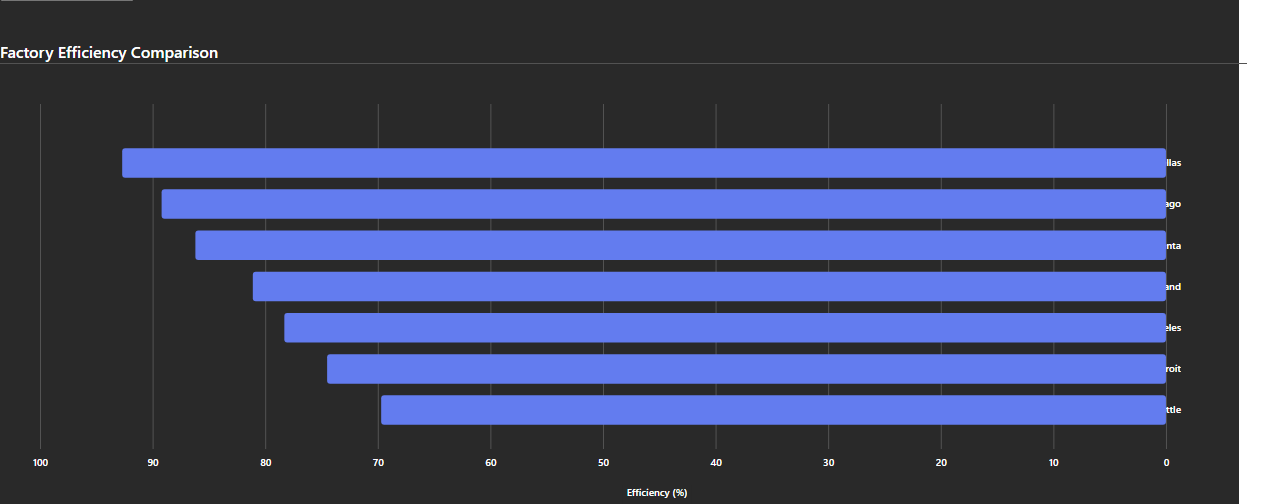 Factory Efficiency Comparison
llas
ago
nta
and
eles
roit
ttle
100 90 80 70 60 50 40 30 20 10 0
Efficiency (%)